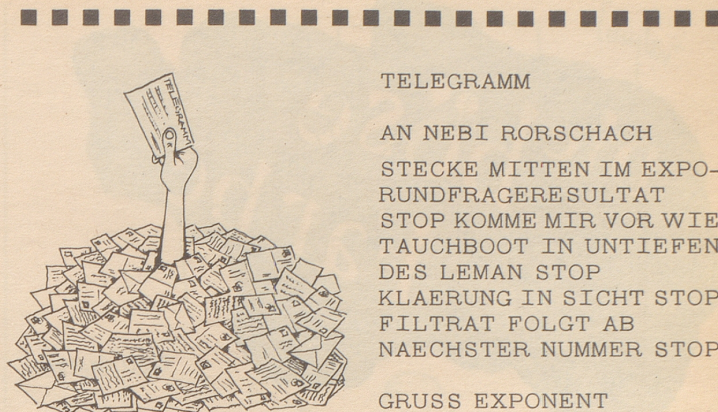 TELEGRAMM
TELEGRAMM
AN NEBI RORSCHACH
STECKE MITTEN IM EXPO-
RUNDFRAGERESULTAT
STOP KOMME MIR VOR WIE
TAUCHBOOT IN UNTIEFEN
DES LEMAN STOP
KLAERUNG IN SICHT STOP
FILTRAT FOLGT AB
NAECHSTER NUMMER STOP
GRUSS EXPONENT